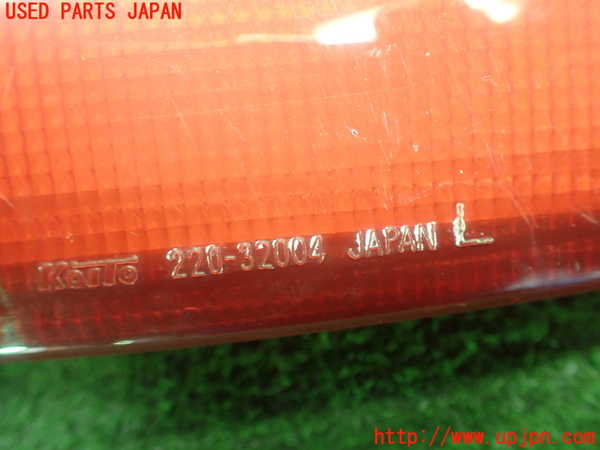 USED PARTS JAPAN
KoITO 220-32004 JAPAN L
http://www.upjpn.com